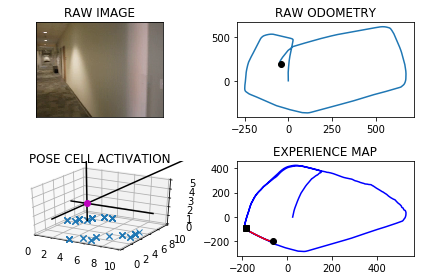 RAW IMAGE
RAW ODOMETRY
500
0
−250 0 250 500
POSE CELL ACTIVATION
5
4
3
2
1
0
0 2 4 6 8 10
0 2 4 6 8 10
EXPERIENCE MAP
400
200
0
−200
−200 0 200 400